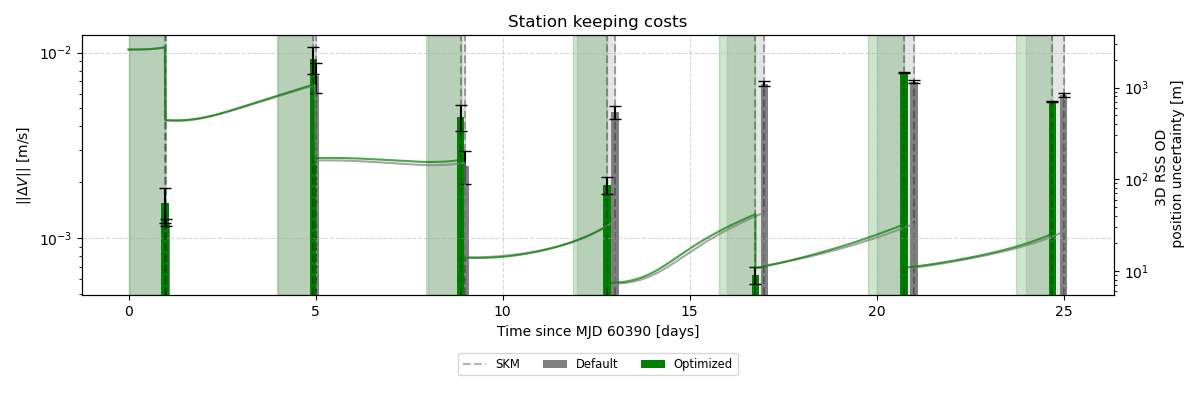 Station keeping costs
||ΔV|| [m/s]
10⁻²
10⁻³
10³
10²
10¹
3D RSS OD
position uncertainty [m]
0 5 10 15 20 25
Time since MJD 60390 [days]
SKM Default Optimized